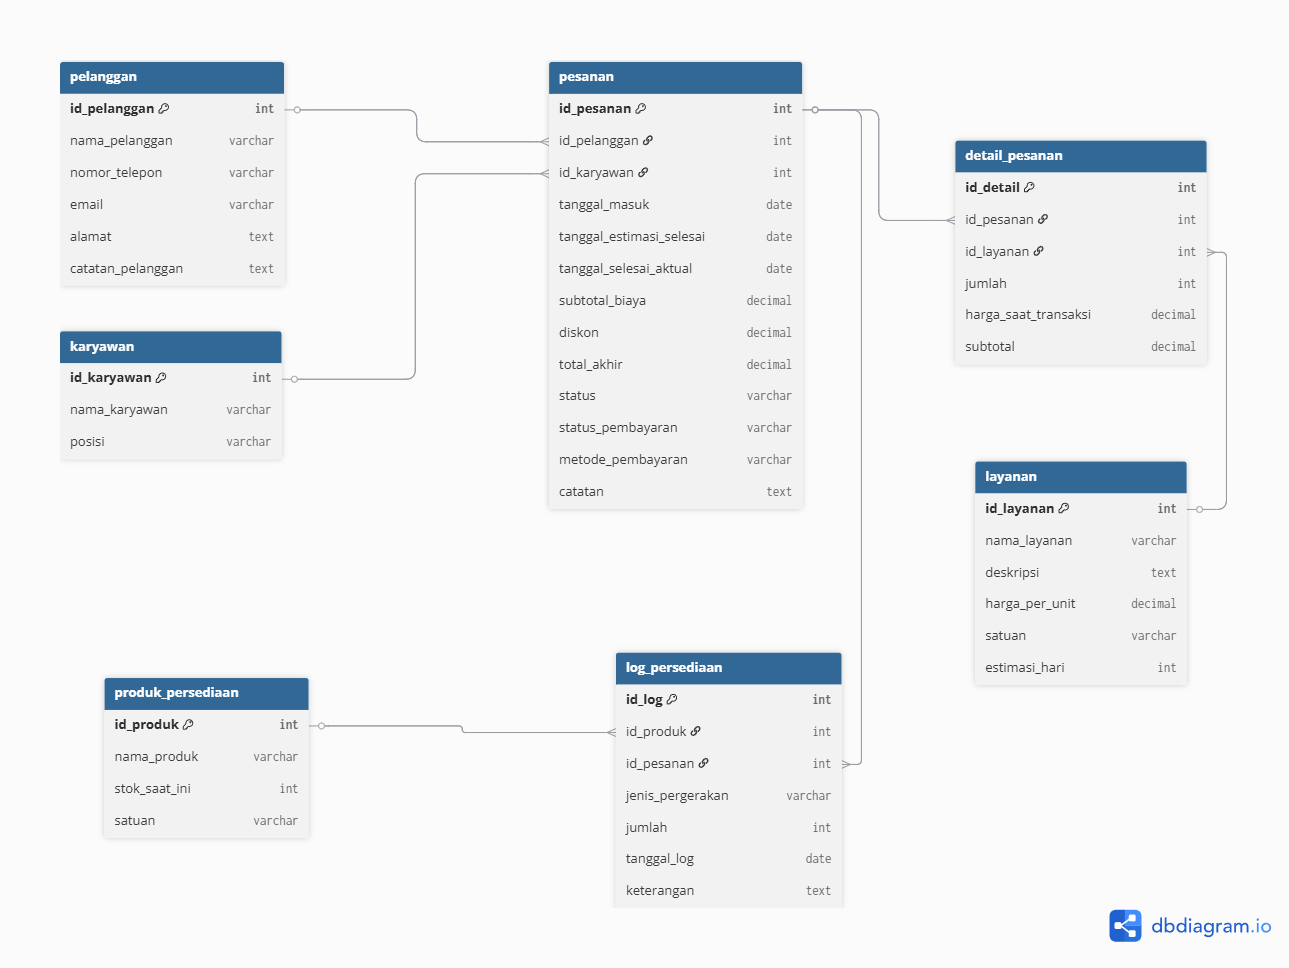 pelanggan
id_pelanggan int
nama_pelanggan varchar
nomor_telepon varchar
email varchar
alamat text
catatan_pelanggan text
karyawan
id_karyawan int
nama_karyawan varchar
posisi varchar
pesanan
id_pesanan int
id_pelanggan int
id_karyawan int
tanggal_masuk date
tanggal_estimasi_selesai date
tanggal_selesai_aktual date
subtotal_biaya decimal
diskon decimal
total_akhir decimal
status varchar
status_pembayaran varchar
metode_pembayaran varchar
catatan text
detail_pesanan
id_detail int
id_pesanan int
id_layanan int
jumlah int
harga_saat_transaksi decimal
subtotal decimal
layanan
id_layanan int
nama_layanan varchar
deskripsi text
harga_per_unit decimal
satuan varchar
estimasi_hari int
produk_persediaan
id_produk int
nama_produk varchar
stok_saat_ini int
satuan varchar
log_persediaan
id_log int
id_produk int
id_pesanan int
jenis_pergerakan varchar
jumlah int
tanggal_log date
keterangan text
dbdiagram.io